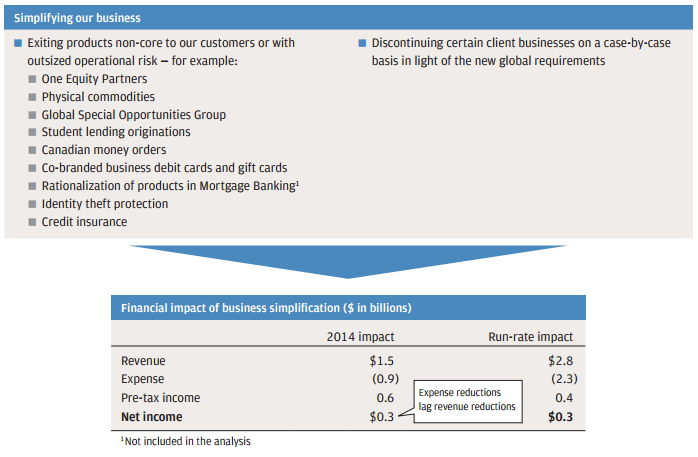 Simplifying our business
■ Exiting products non-core to our customers or with
outsized operational risk — for example:
■ One Equity Partners
■ Physical commodities
■ Global Special Opportunities Group
■ Student lending originations
■ Canadian money orders
■ Co-branded business debit cards and gift cards
■ Rationalization of products in Mortgage Banking¹
■ Identity theft protection
■ Credit insurance
■ Discontinuing certain client businesses on a case-by-case
basis in light of the new global requirements
Financial impact of business simplification ($ in billions)
2014 impact Run-rate impact
Revenue $1.5 $2.8
Expense (0.9) (2.3)
Pre-tax income 0.6 0.4
Net income $0.3 $0.3
Expense reductions
lag revenue reductions
¹Not included in the analysis